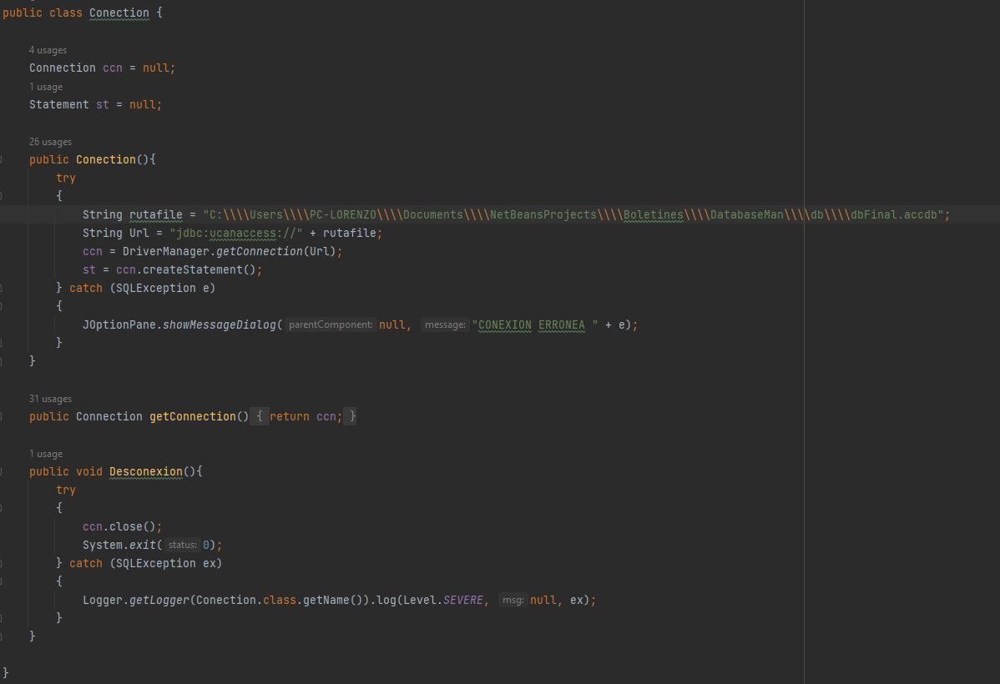 public class Conection {
4 usages
Connection ccn = null;
1 usage
Statement st = null;
26 usages
public Conection(){
try
{
String rutafile = "C:\\\\Users\\\\PC-LORENZO\\\\Documents\\\\NetBeansProjects\\\\Boletines\\\\DatabaseMan\\\\db\\\\dbFinal.accdb";
String Url = "jdbc:ucanaccess://" + rutafile;
ccn = DriverManager.getConnection(Url);
st = ccn.createStatement();
} catch (SQLException e)
{
JOptionPane.showMessageDialog( parentComponent: null, message: "CONEXION ERRONEA " + e);
}
}
31 usages
public Connection getConnection() { return ccn; }
1 usage
public void Desconexion(){
try
{
ccn.close();
System.exit( status: 0);
} catch (SQLException ex)
{
Logger.getLogger(Conection.class.getName()).log(Level.SEVERE, msg: null, ex);
}
}
}